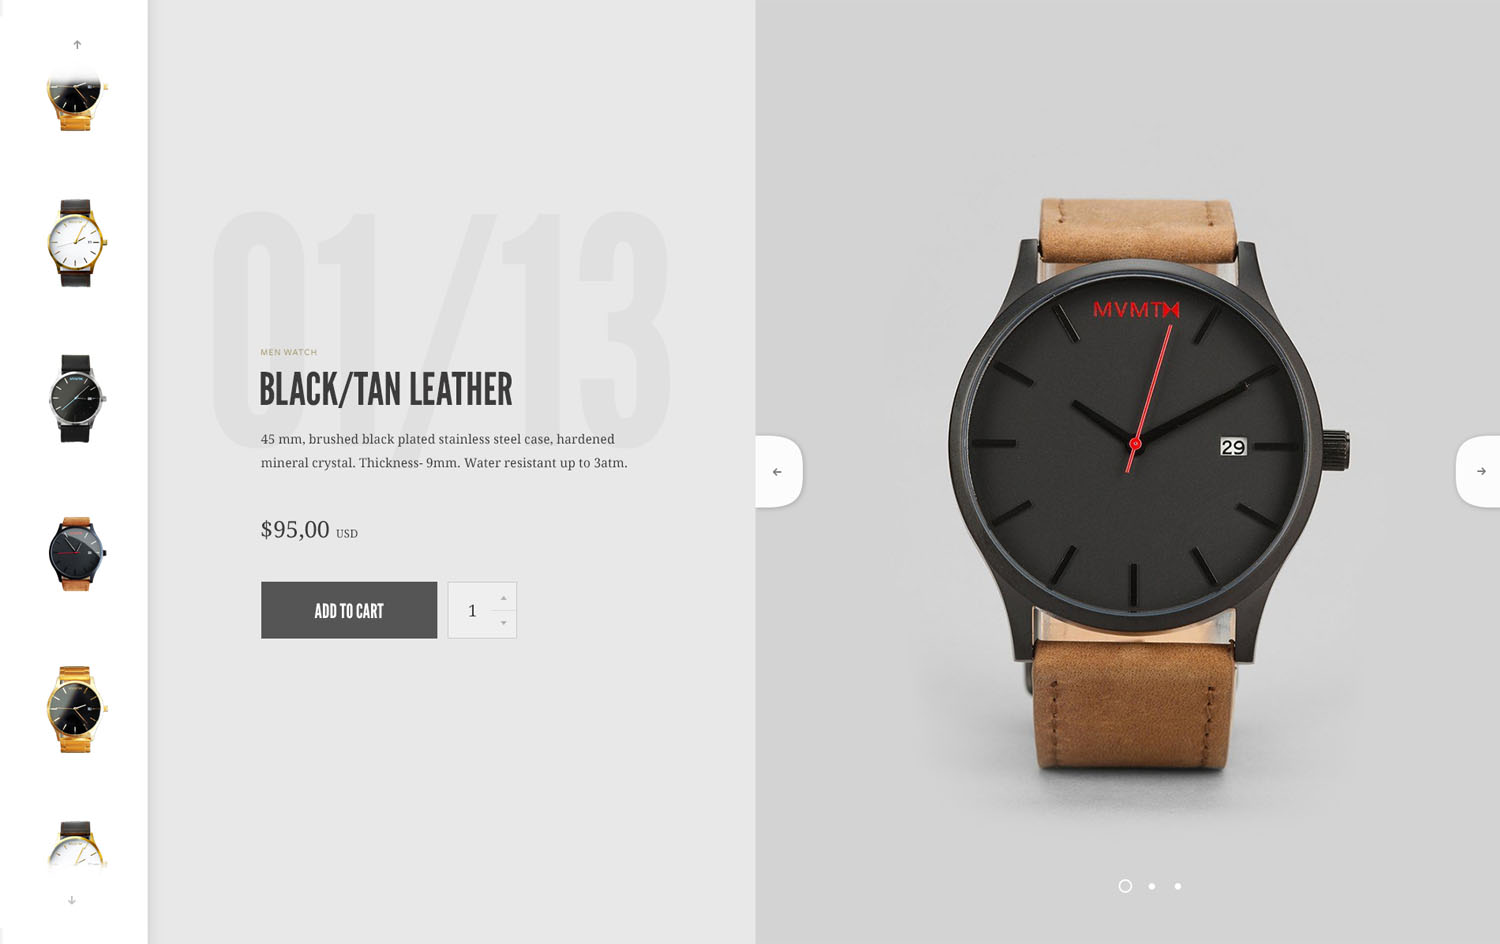 01/13
MEN WATCH
BLACK/TAN LEATHER
45 mm, brushed black plated stainless steel case, hardened
mineral crystal. Thickness- 9mm. Water resistant up to 3atm.
$95,00 USD
ADD TO CART
1
MVMT
29